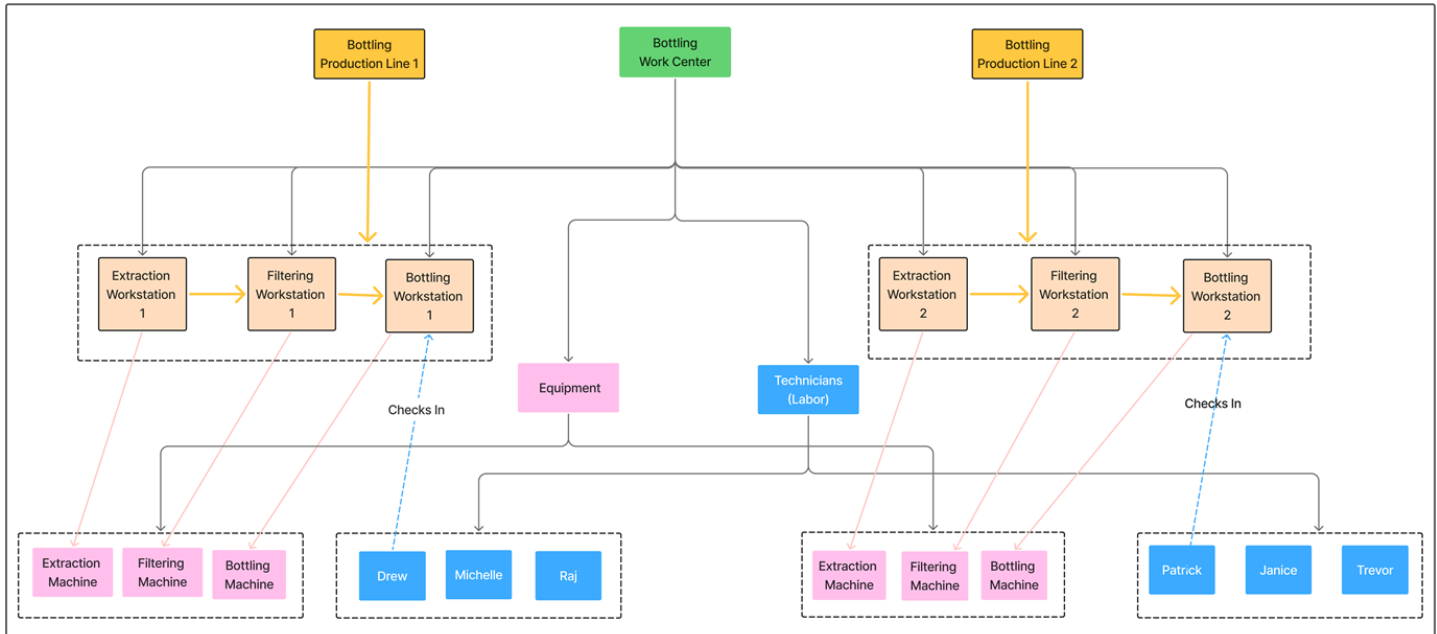 Bottling
Production Line 1
Bottling
Work Center
Bottling
Production Line 2
Extraction
Workstation
1
Filtering
Workstation
1
Bottling
Workstation
1
Extraction
Workstation
2
Filtering
Workstation
2
Bottling
Workstation
2
Equipment
Technicians
(Labor)
Checks In
Checks In
Extraction
Machine
Filtering
Machine
Bottling
Machine
Drew
Michelle
Raj
Extraction
Machine
Filtering
Machine
Bottling
Machine
Patrick
Janice
Trevor